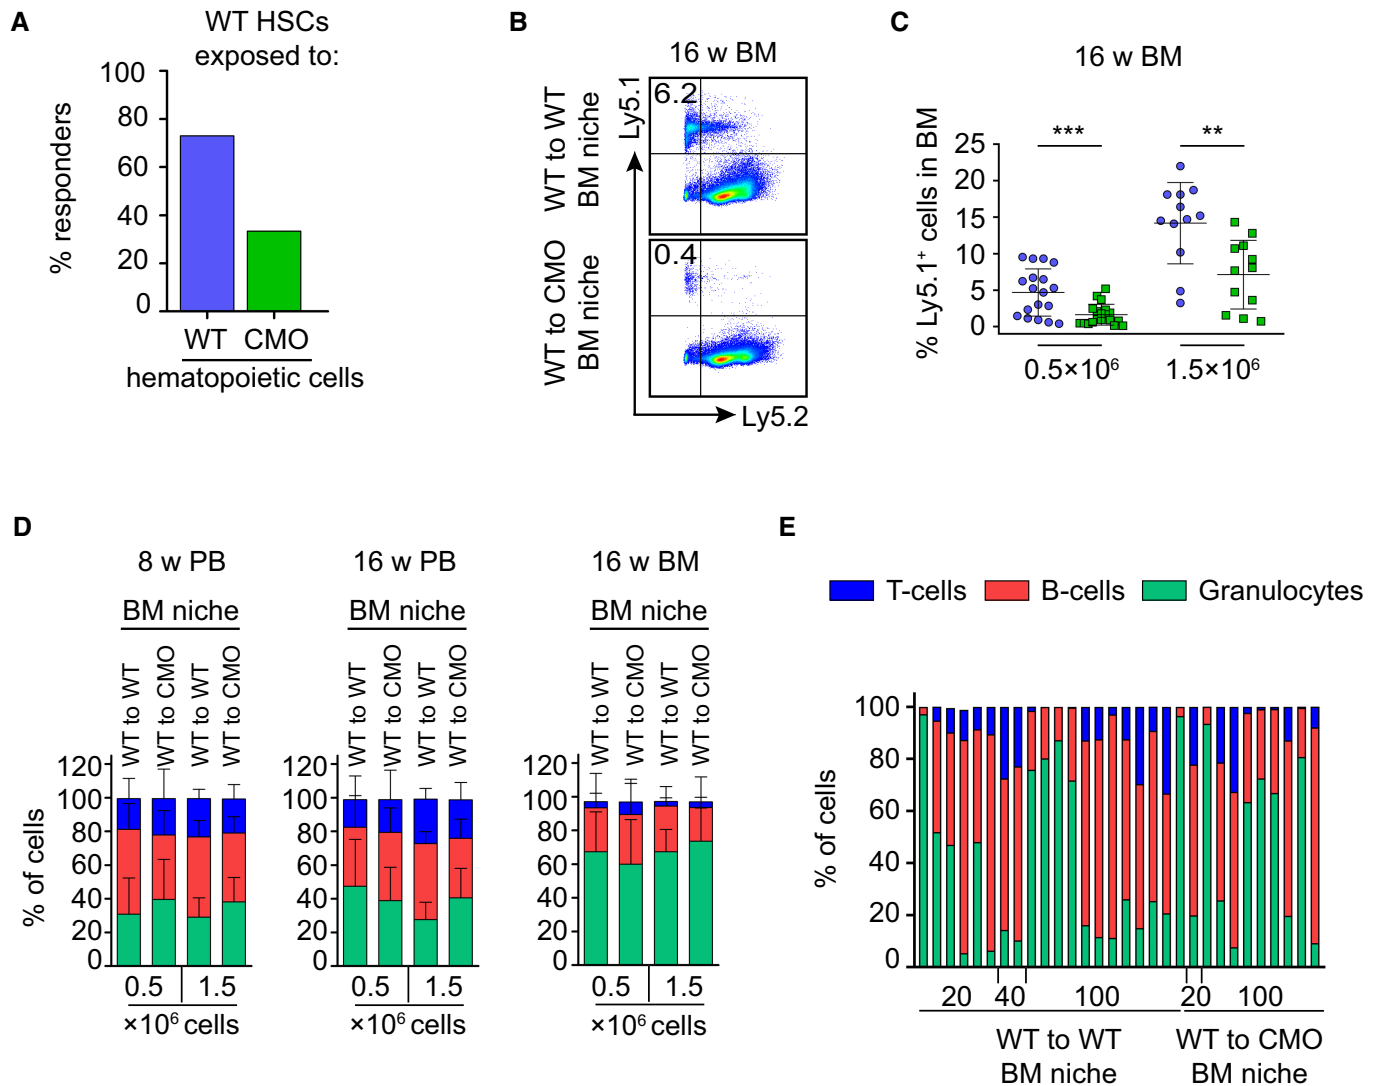 A
WT HSCs
exposed to:
% responders
100
80
60
40
20
0
WT CMO
hematopoietic cells
B
16 w BM
Ly5.1
WT to WT
BM niche
6.2
WT to CMO
BM niche
0.4
Ly5.2
C
16 w BM
% Ly5.1⁺ cells in BM
*** **
25
20
15
10
5
0
0.5×10⁶ 1.5×10⁶
D
8 w PB
BM niche
WT to WT
WT to CMO
WT to WT
WT to CMO
% of cells
120
100
80
60
40
20
0
0.5 1.5
×10⁶ cells
16 w PB
BM niche
WT to WT
WT to CMO
WT to WT
WT to CMO
120
100
80
60
40
20
0
0.5 1.5
×10⁶ cells
16 w BM
BM niche
WT to WT
WT to CMO
WT to WT
WT to CMO
120
100
80
60
40
20
0
0.5 1.5
×10⁶ cells
E
T-cells B-cells Granulocytes
% of cells
100
80
60
40
20
0
20 40 100 20 100
WT to WT
BM niche
WT to CMO
BM niche